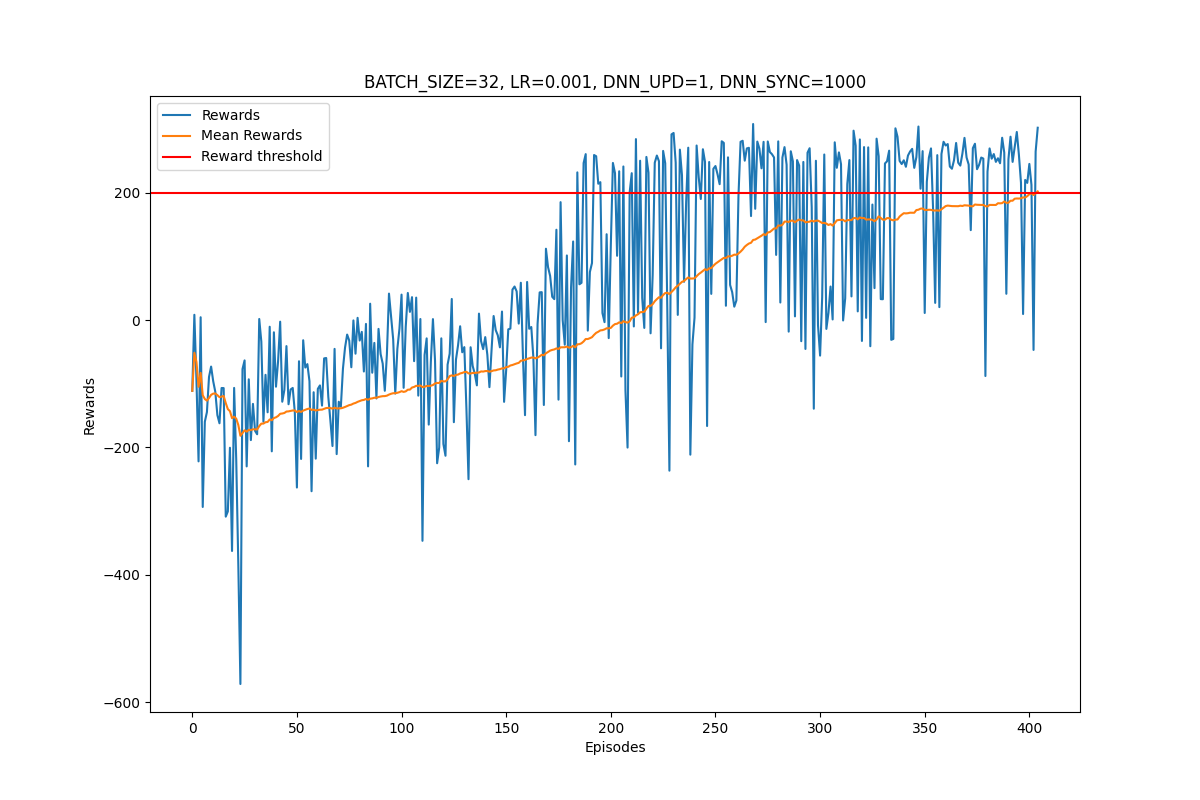 BATCH_SIZE=32, LR=0.001, DNN_UPD=1, DNN_SYNC=1000
Rewards
Mean Rewards
Reward threshold
200
0
−200
−400
−600
Rewards
0 50 100 150 200 250 300 350 400
Episodes